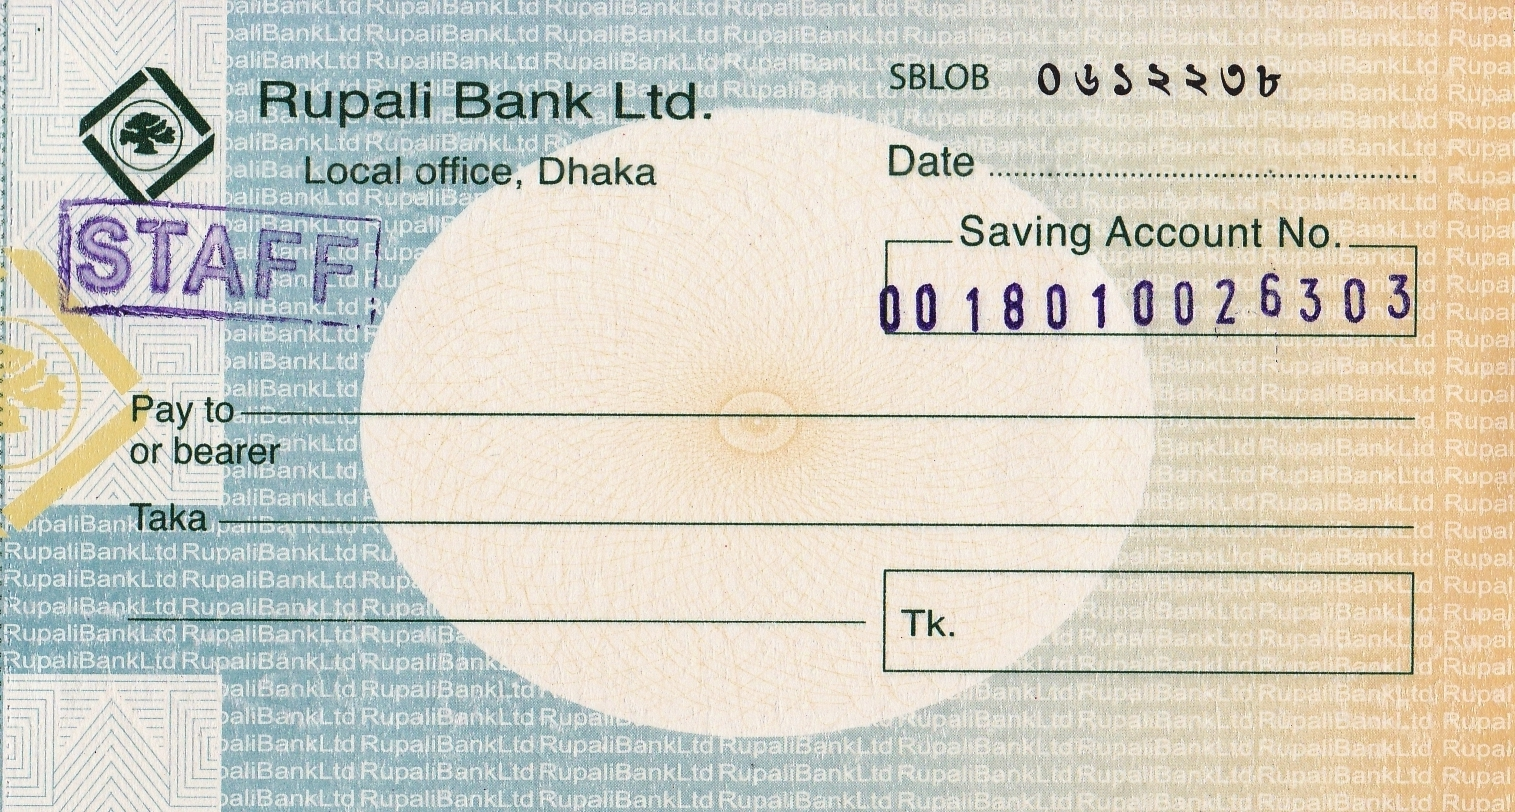 Rupali Bank Ltd.
Local office, Dhaka
STAFF
SBLOB ০৬১২২৩৮
Date
Saving Account No.
0018010026303
Pay to
or bearer
Taka
Tk.
RupaliBankLtd